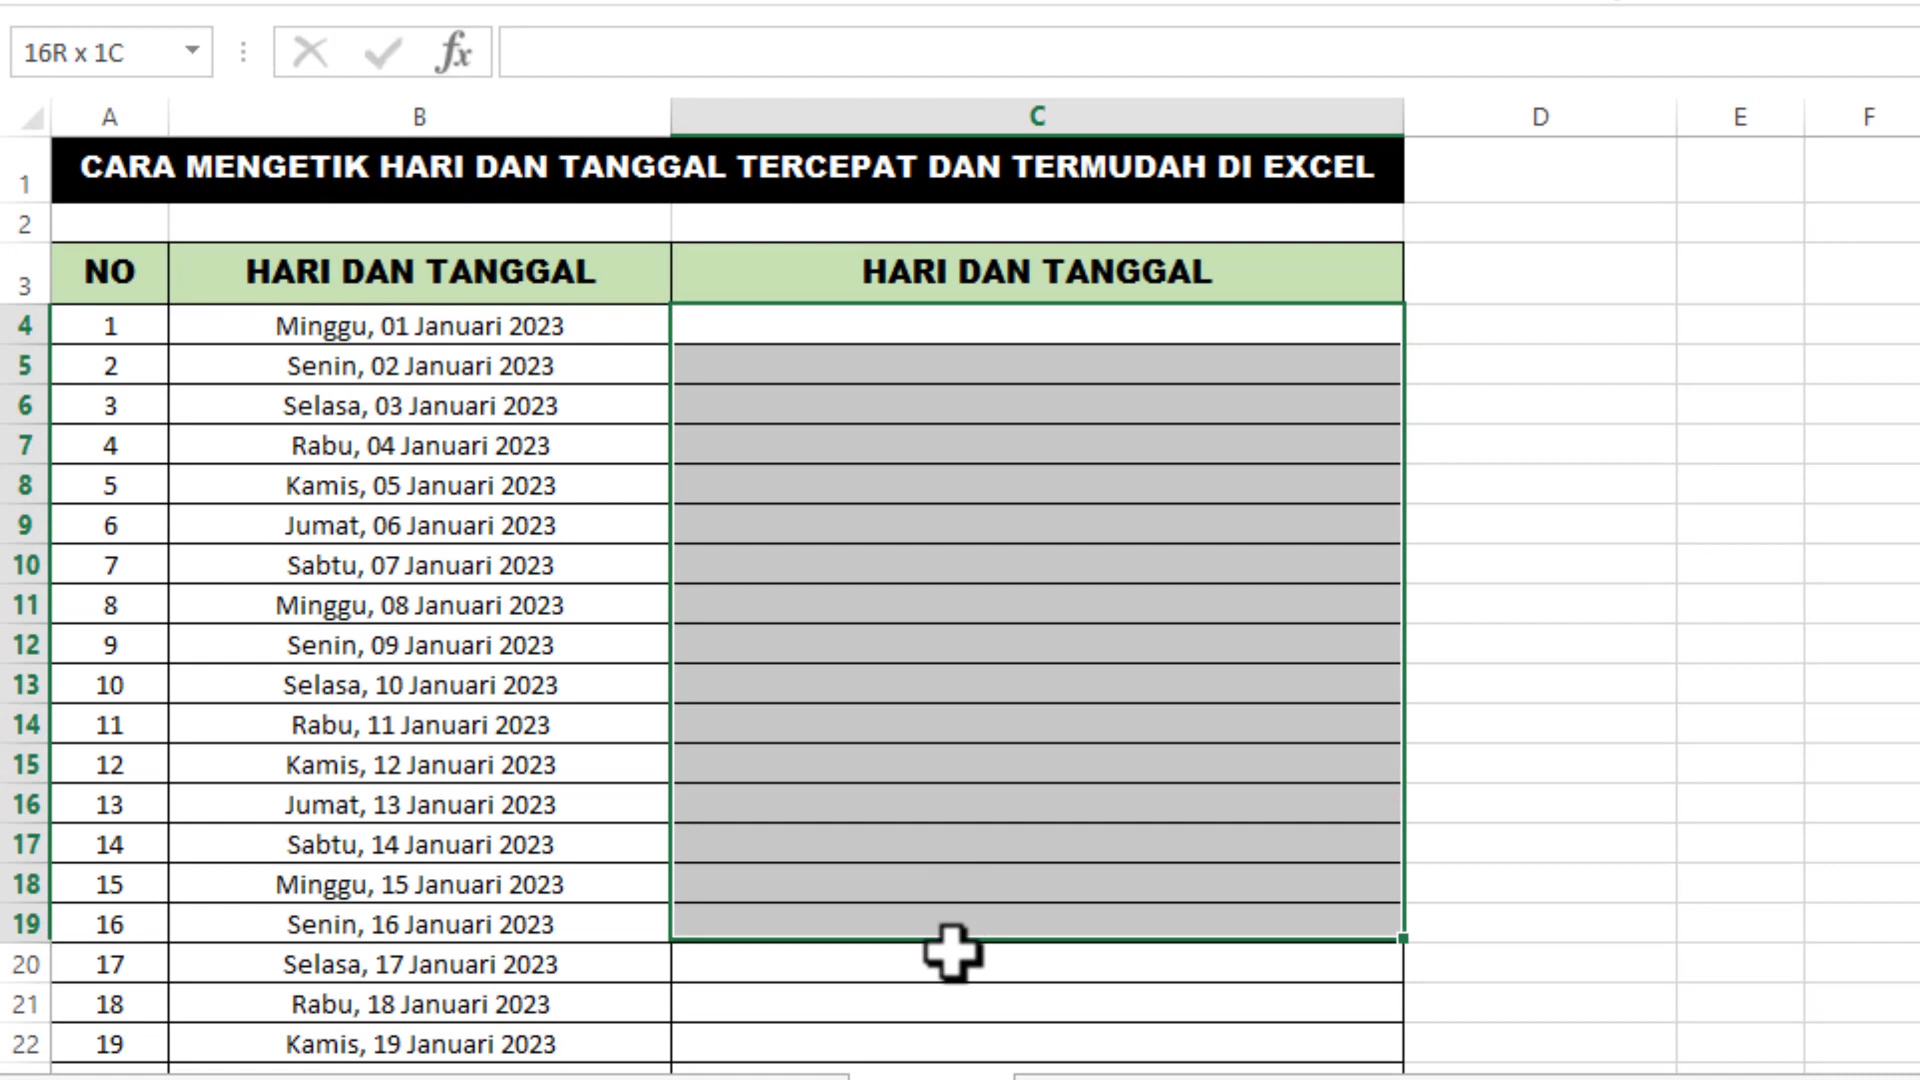 16R x 1C fx
A B C D E F
1 CARA MENGETIK HARI DAN TANGGAL TERCEPAT DAN TERMUDAH DI EXCEL
2
3 NO HARI DAN TANGGAL HARI DAN TANGGAL
4 1 Minggu, 01 Januari 2023
5 2 Senin, 02 Januari 2023
6 3 Selasa, 03 Januari 2023
7 4 Rabu, 04 Januari 2023
8 5 Kamis, 05 Januari 2023
9 6 Jumat, 06 Januari 2023
10 7 Sabtu, 07 Januari 2023
11 8 Minggu, 08 Januari 2023
12 9 Senin, 09 Januari 2023
13 10 Selasa, 10 Januari 2023
14 11 Rabu, 11 Januari 2023
15 12 Kamis, 12 Januari 2023
16 13 Jumat, 13 Januari 2023
17 14 Sabtu, 14 Januari 2023
18 15 Minggu, 15 Januari 2023
19 16 Senin, 16 Januari 2023
20 17 Selasa, 17 Januari 2023
21 18 Rabu, 18 Januari 2023
22 19 Kamis, 19 Januari 2023